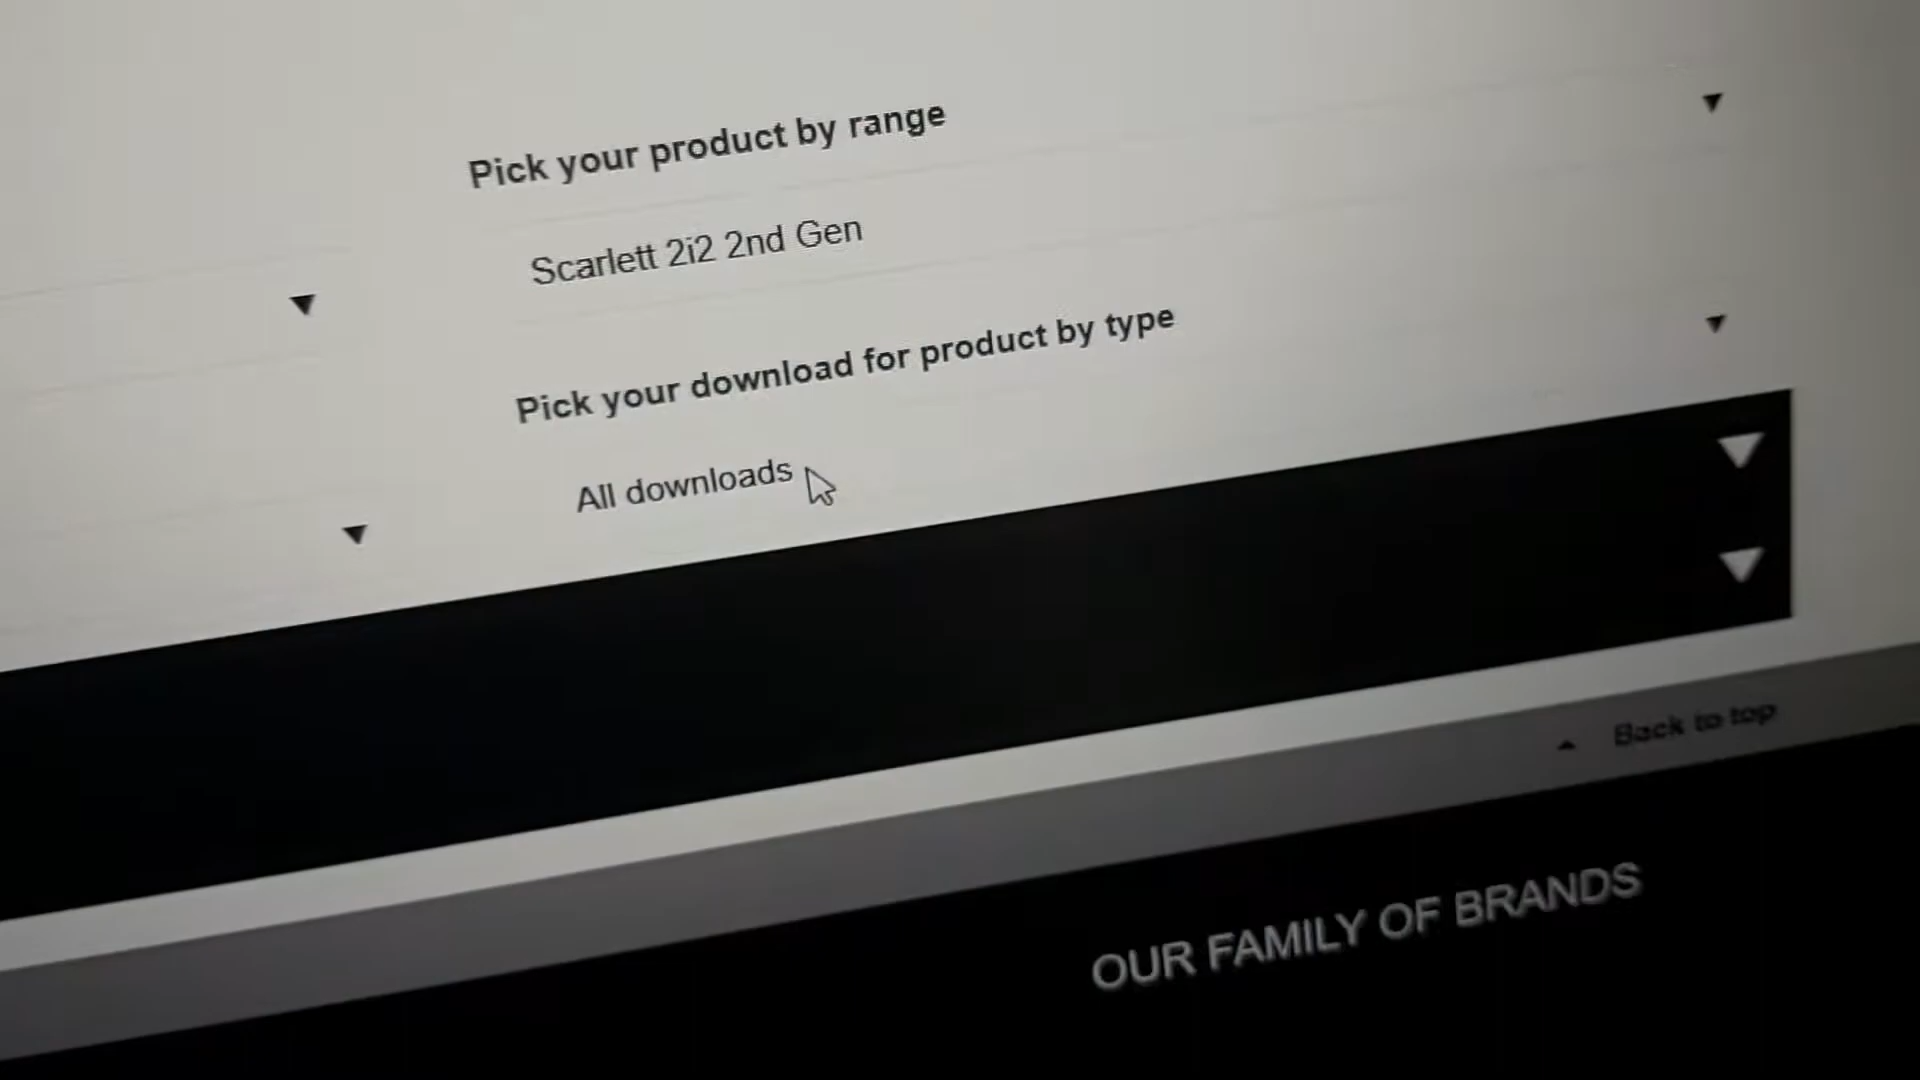 Pick your product by range
Scarlett 2i2 2nd Gen
Pick your download for product by type
All downloads
Back to top
OUR FAMILY OF BRANDS